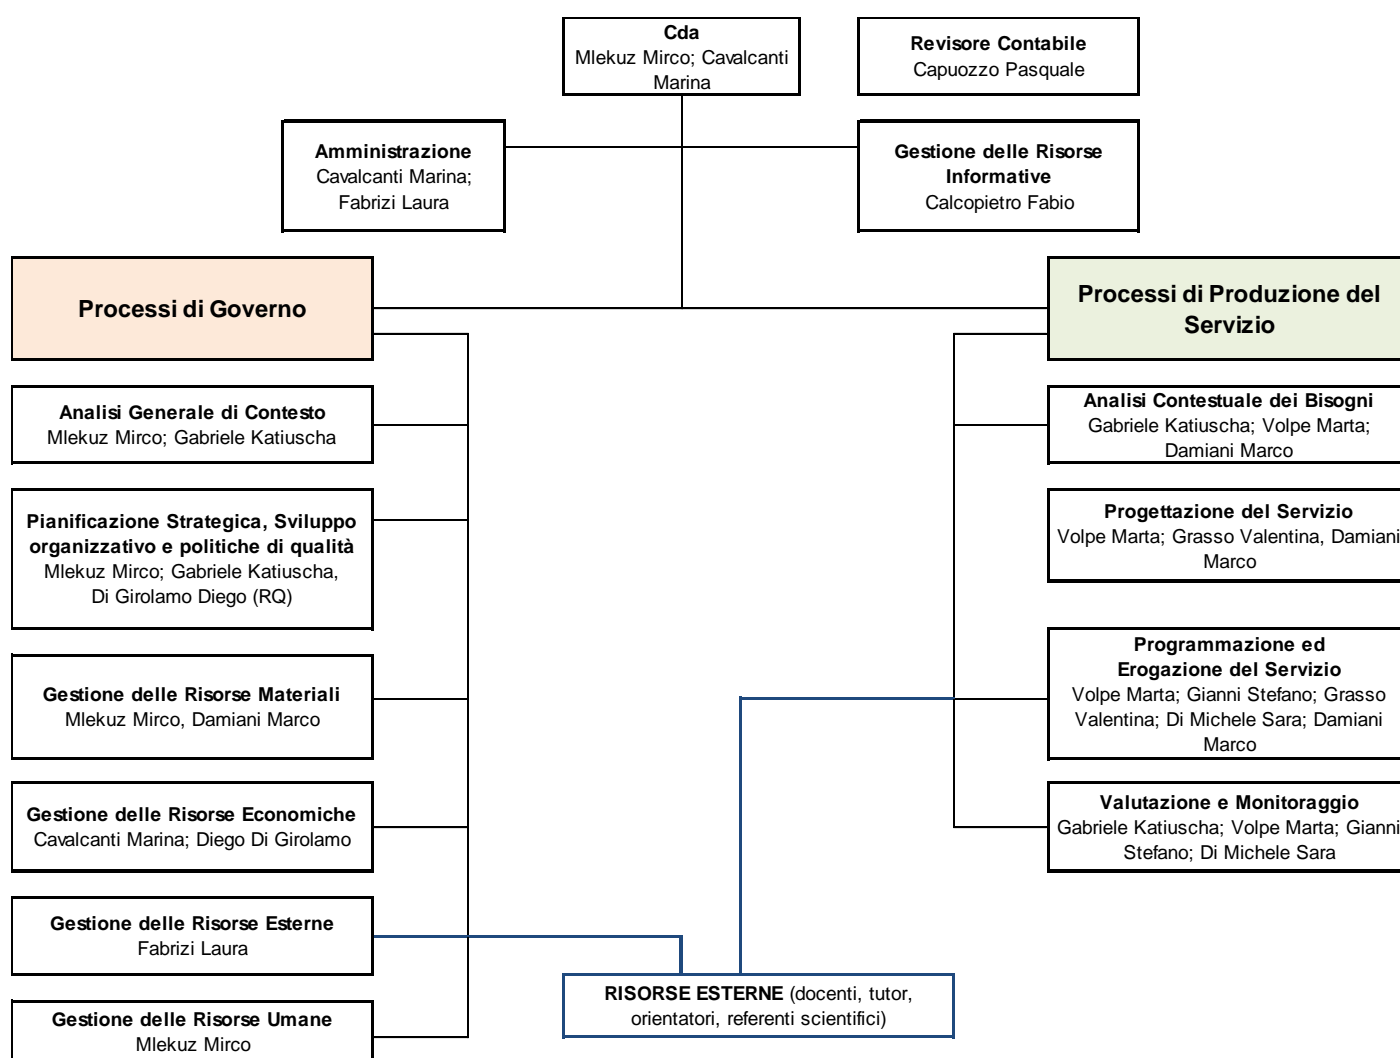 Cda
Mlekuz Mirco; Cavalcanti
Marina
Revisore Contabile
Capuozzo Pasquale
Amministrazione
Cavalcanti Marina;
Fabrizi Laura
Gestione delle Risorse
Informative
Calcopietro Fabio
Processi di Governo
Processi di Produzione del
Servizio
Analisi Generale di Contesto
Mlekuz Mirco; Gabriele Katiuscha
Analisi Contestuale dei Bisogni
Gabriele Katiuscha; Volpe Marta;
Damiani Marco
Pianificazione Strategica, Sviluppo
organizzativo e politiche di qualità
Mlekuz Mirco; Gabriele Katiuscha,
Di Girolamo Diego (RQ)
Progettazione del Servizio
Volpe Marta; Grasso Valentina, Damiani
Marco
Gestione delle Risorse Materiali
Mlekuz Mirco, Damiani Marco
Programmazione ed
Erogazione del Servizio
Volpe Marta; Gianni Stefano; Grasso
Valentina; Di Michele Sara; Damiani
Marco
Gestione delle Risorse Economiche
Cavalcanti Marina; Diego Di Girolamo
Valutazione e Monitoraggio
Gabriele Katiuscha; Volpe Marta; Gianni
Stefano; Di Michele Sara
Gestione delle Risorse Esterne
Fabrizi Laura
RISORSE ESTERNE (docenti, tutor,
orientatori, referenti scientifici)
Gestione delle Risorse Umane
Mlekuz Mirco